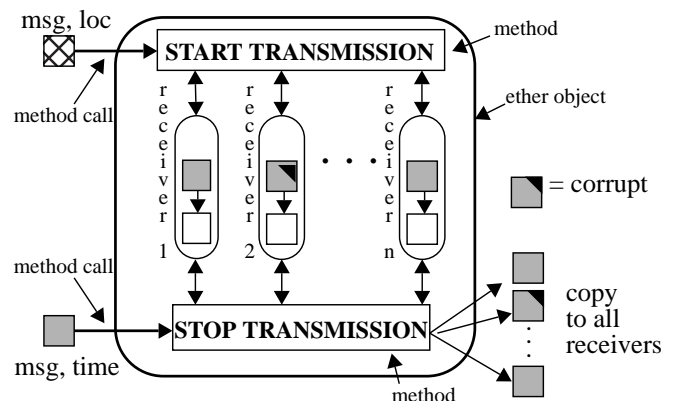 msg, loc
START TRANSMISSION
method
method call
ether object
receiver 1
receiver 2
. . .
receiver n
= corrupt
method call
STOP TRANSMISSION
msg, time
copy
to all
receivers
method